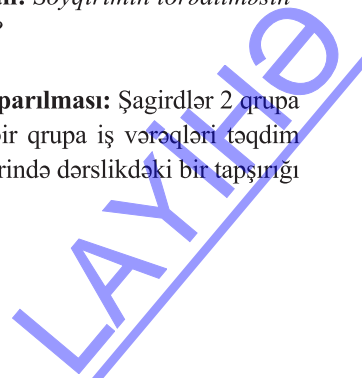 Soyqırımın törədilməsin
?
parılması: Şagirdlər 2 qrupa
bir qrupa iş vərəqləri təqdim
rində dərslikdəki bir tapşırığı
LAYİHƏ